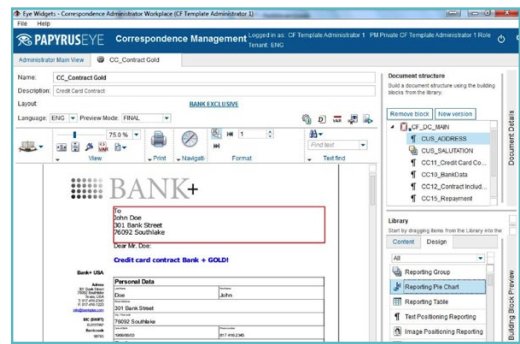 Eye Widgets - Correspondence Administrator Workplace (CF Template Administrator 1)
File Help
PAPYRUSEYE Correspondence Management
Logged in as: CF Template Administrator 1 PM Private CF Template Administrator 1 Role
Tenant: ENG
Administrator Main View CC_Contract Gold
Name: CC_Contract Gold
Description: Credit Card Contract
Layout: BANK EXCLUSIVE
Language: ENG Preview Mode: FINAL
75.0 %
1
Find text
View Print Navigati Format Text find
BANK+
To
John Doe
301 Bank Street
76092 Southlake
Dear Mr. Doe:
Credit card contract Bank + GOLD!
Bank+ USA
Personal Data
Doe John
301 Bank Street
76092 Southlake
Document structure
Build a document structure using the building
blocks from the library.
Remove block New version
CF_DC_MAIN
CUS_ADDRESS
CUS_SALUTATION
CC11_Credit Card Co...
CC10_BankData
CC12_Contract Includ...
CC15_Repayment
Library
Start by dragging items from the Library into the
Content Design
All
Reporting Group
Reporting Pie Chart
Reporting Table
Text Positioning Reporting
Image Positioning Reporting
Document Details
Building Block Preview